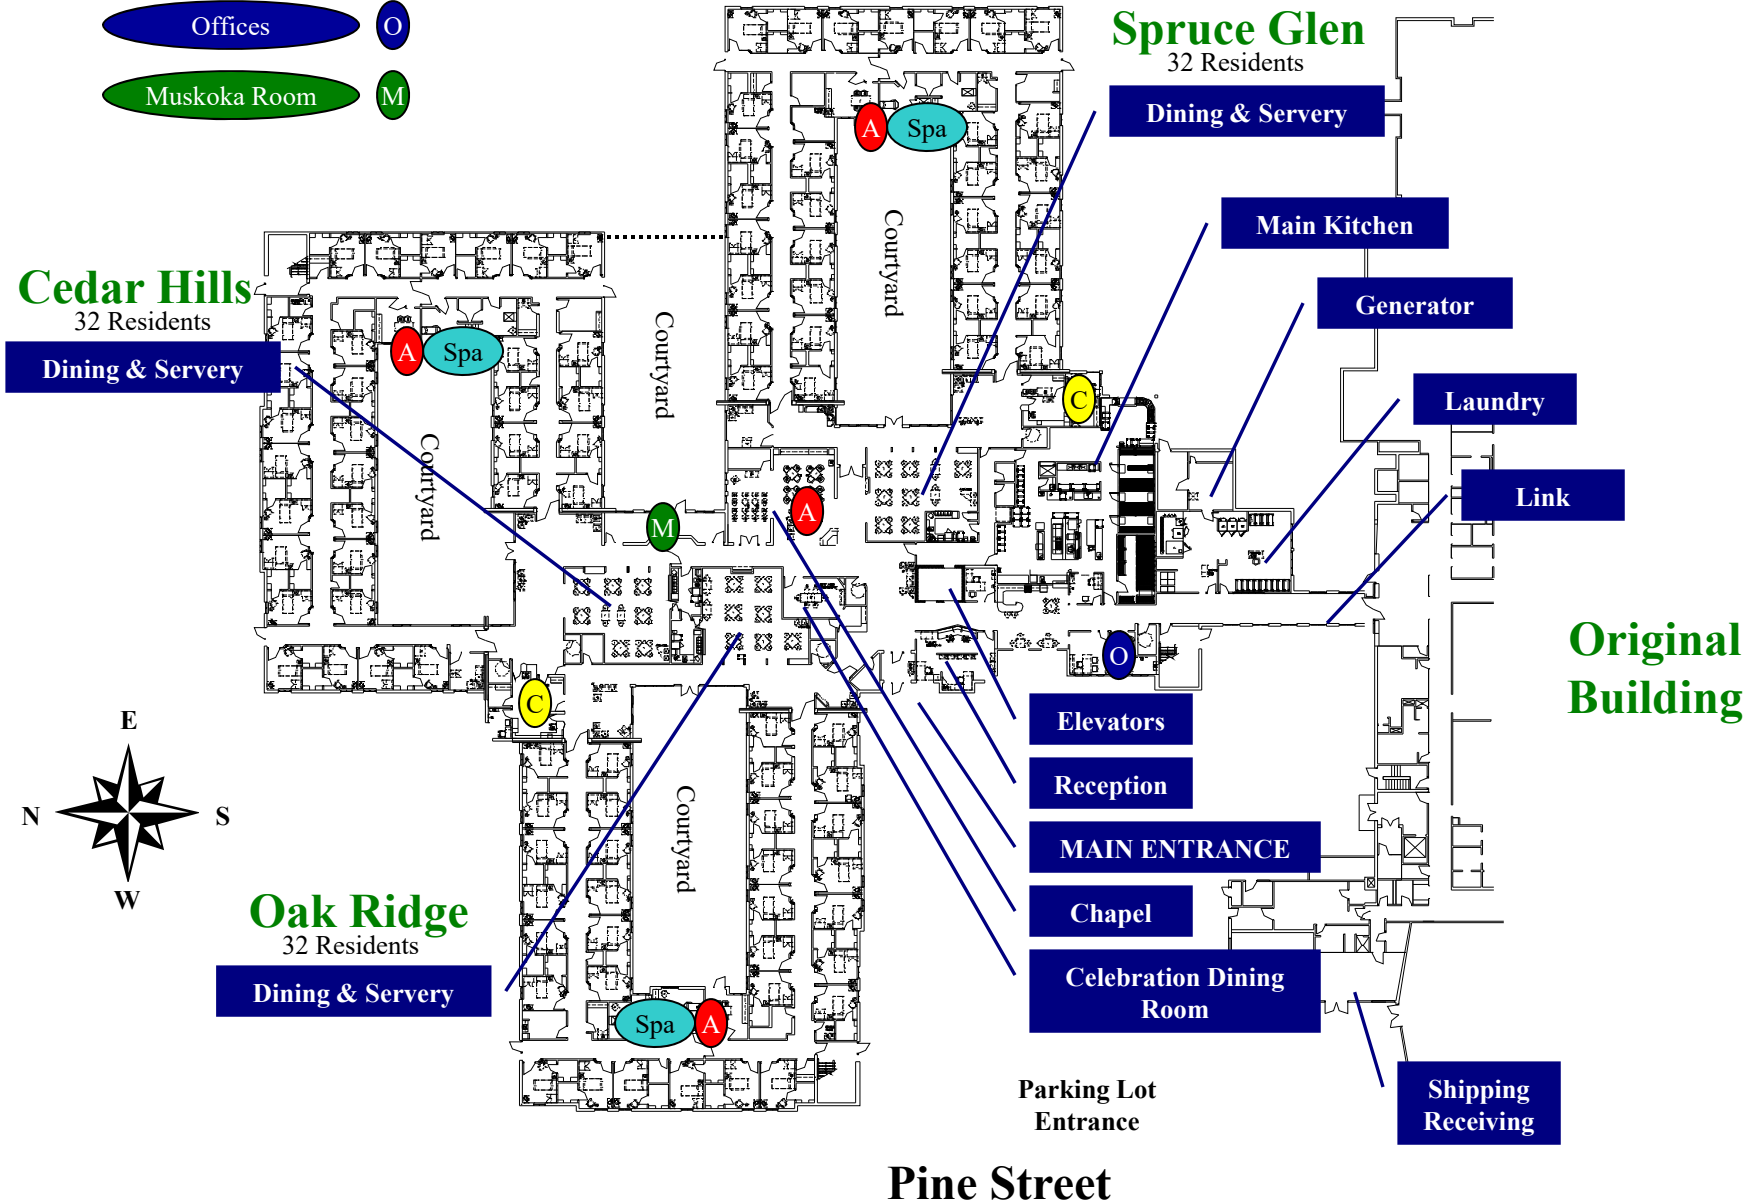 Offices
O
Muskoka Room
M
Spruce Glen
32 Residents
Dining & Servery
A
Spa
Courtyard
Main Kitchen
Generator
Cedar Hills
32 Residents
Dining & Servery
A
Spa
Courtyard
Courtyard
C
Laundry
Link
A
M
Original
Building
O
C
Elevators
Reception
MAIN ENTRANCE
Chapel
Celebration Dining
Room
E
N
S
W
Courtyard
Oak Ridge
32 Residents
Dining & Servery
Spa
A
Parking Lot
Entrance
Shipping
Receiving
Pine Street